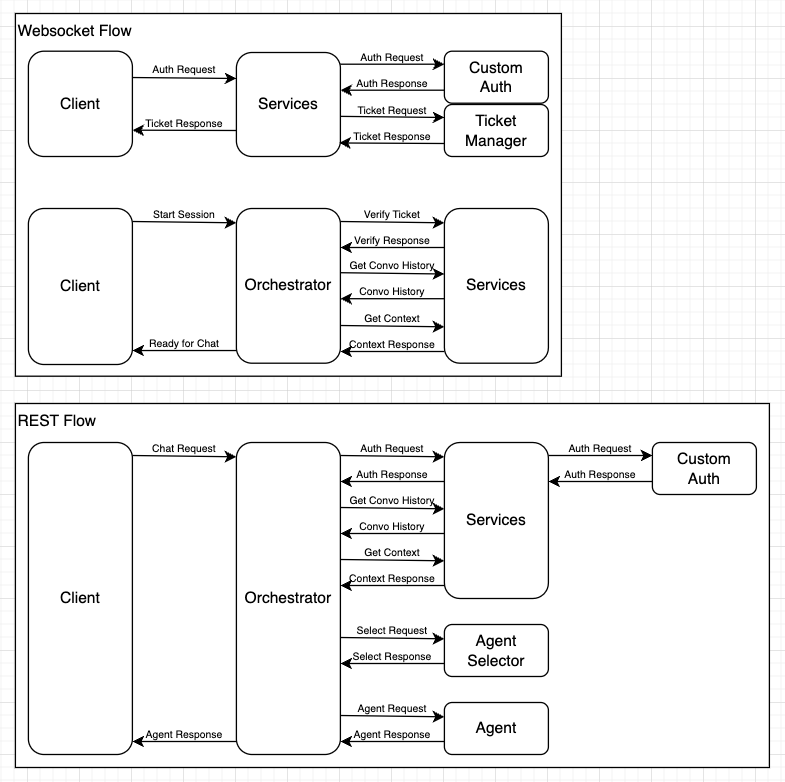 Websocket Flow
Client
Auth Request
Ticket Response
Services
Auth Request
Auth Response
Ticket Request
Ticket Response
Custom
Auth
Ticket
Manager
Client
Start Session
Ready for Chat
Orchestrator
Verify Ticket
Verify Response
Get Convo History
Convo History
Get Context
Context Response
Services
REST Flow
Client
Chat Request
Agent Response
Orchestrator
Auth Request
Auth Response
Get Convo History
Convo History
Get Context
Context Response
Services
Auth Request
Auth Response
Custom
Auth
Select Request
Select Response
Agent
Selector
Agent Request
Agent Response
Agent